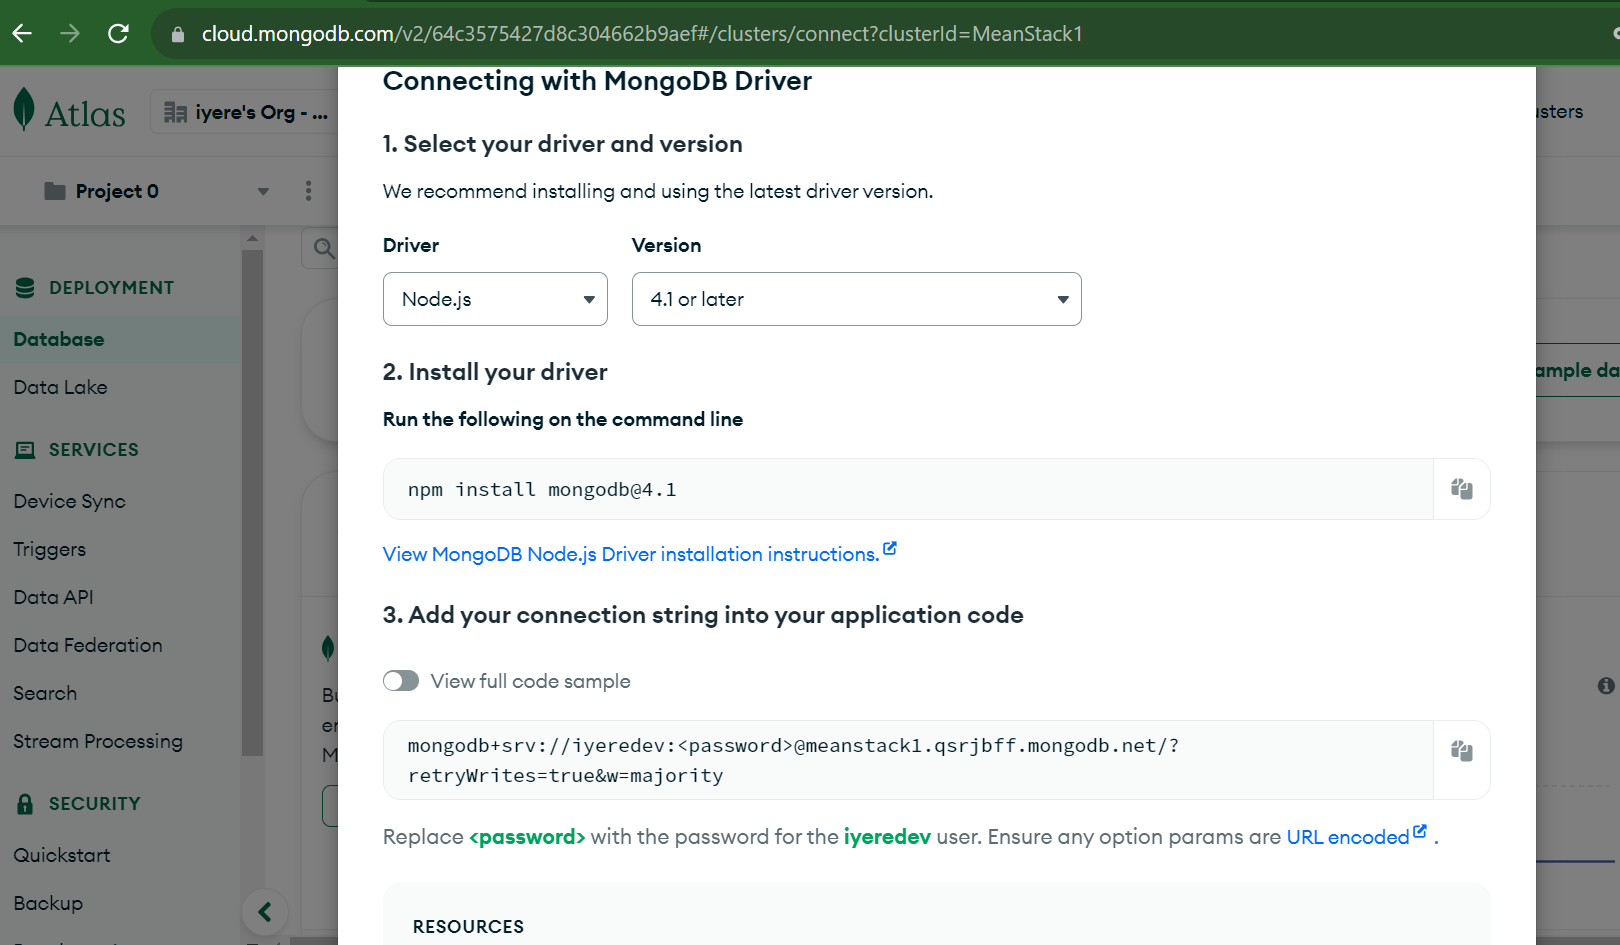 cloud.mongodb.com/v2/64c3575427d8c304662b9aef#/clusters/connect?clusterId=MeanStack1
Atlas
iyere's Org - ...
Project 0
DEPLOYMENT
Database
Data Lake
SERVICES
Device Sync
Triggers
Data API
Data Federation
Search
Stream Processing
SECURITY
Quickstart
Backup
Connecting with MongoDB Driver
1. Select your driver and version
We recommend installing and using the latest driver version.
Driver Version
Node.js 4.1 or later
2. Install your driver
Run the following on the command line
npm install mongodb@4.1
View MongoDB Node.js Driver installation instructions.
3. Add your connection string into your application code
View full code sample
mongodb+srv://iyeredev:<password>@meanstack1.qsrjbff.mongodb.net/?
retryWrites=true&w=majority
Replace <password> with the password for the iyeredev user. Ensure any option params are URL encoded .
RESOURCES